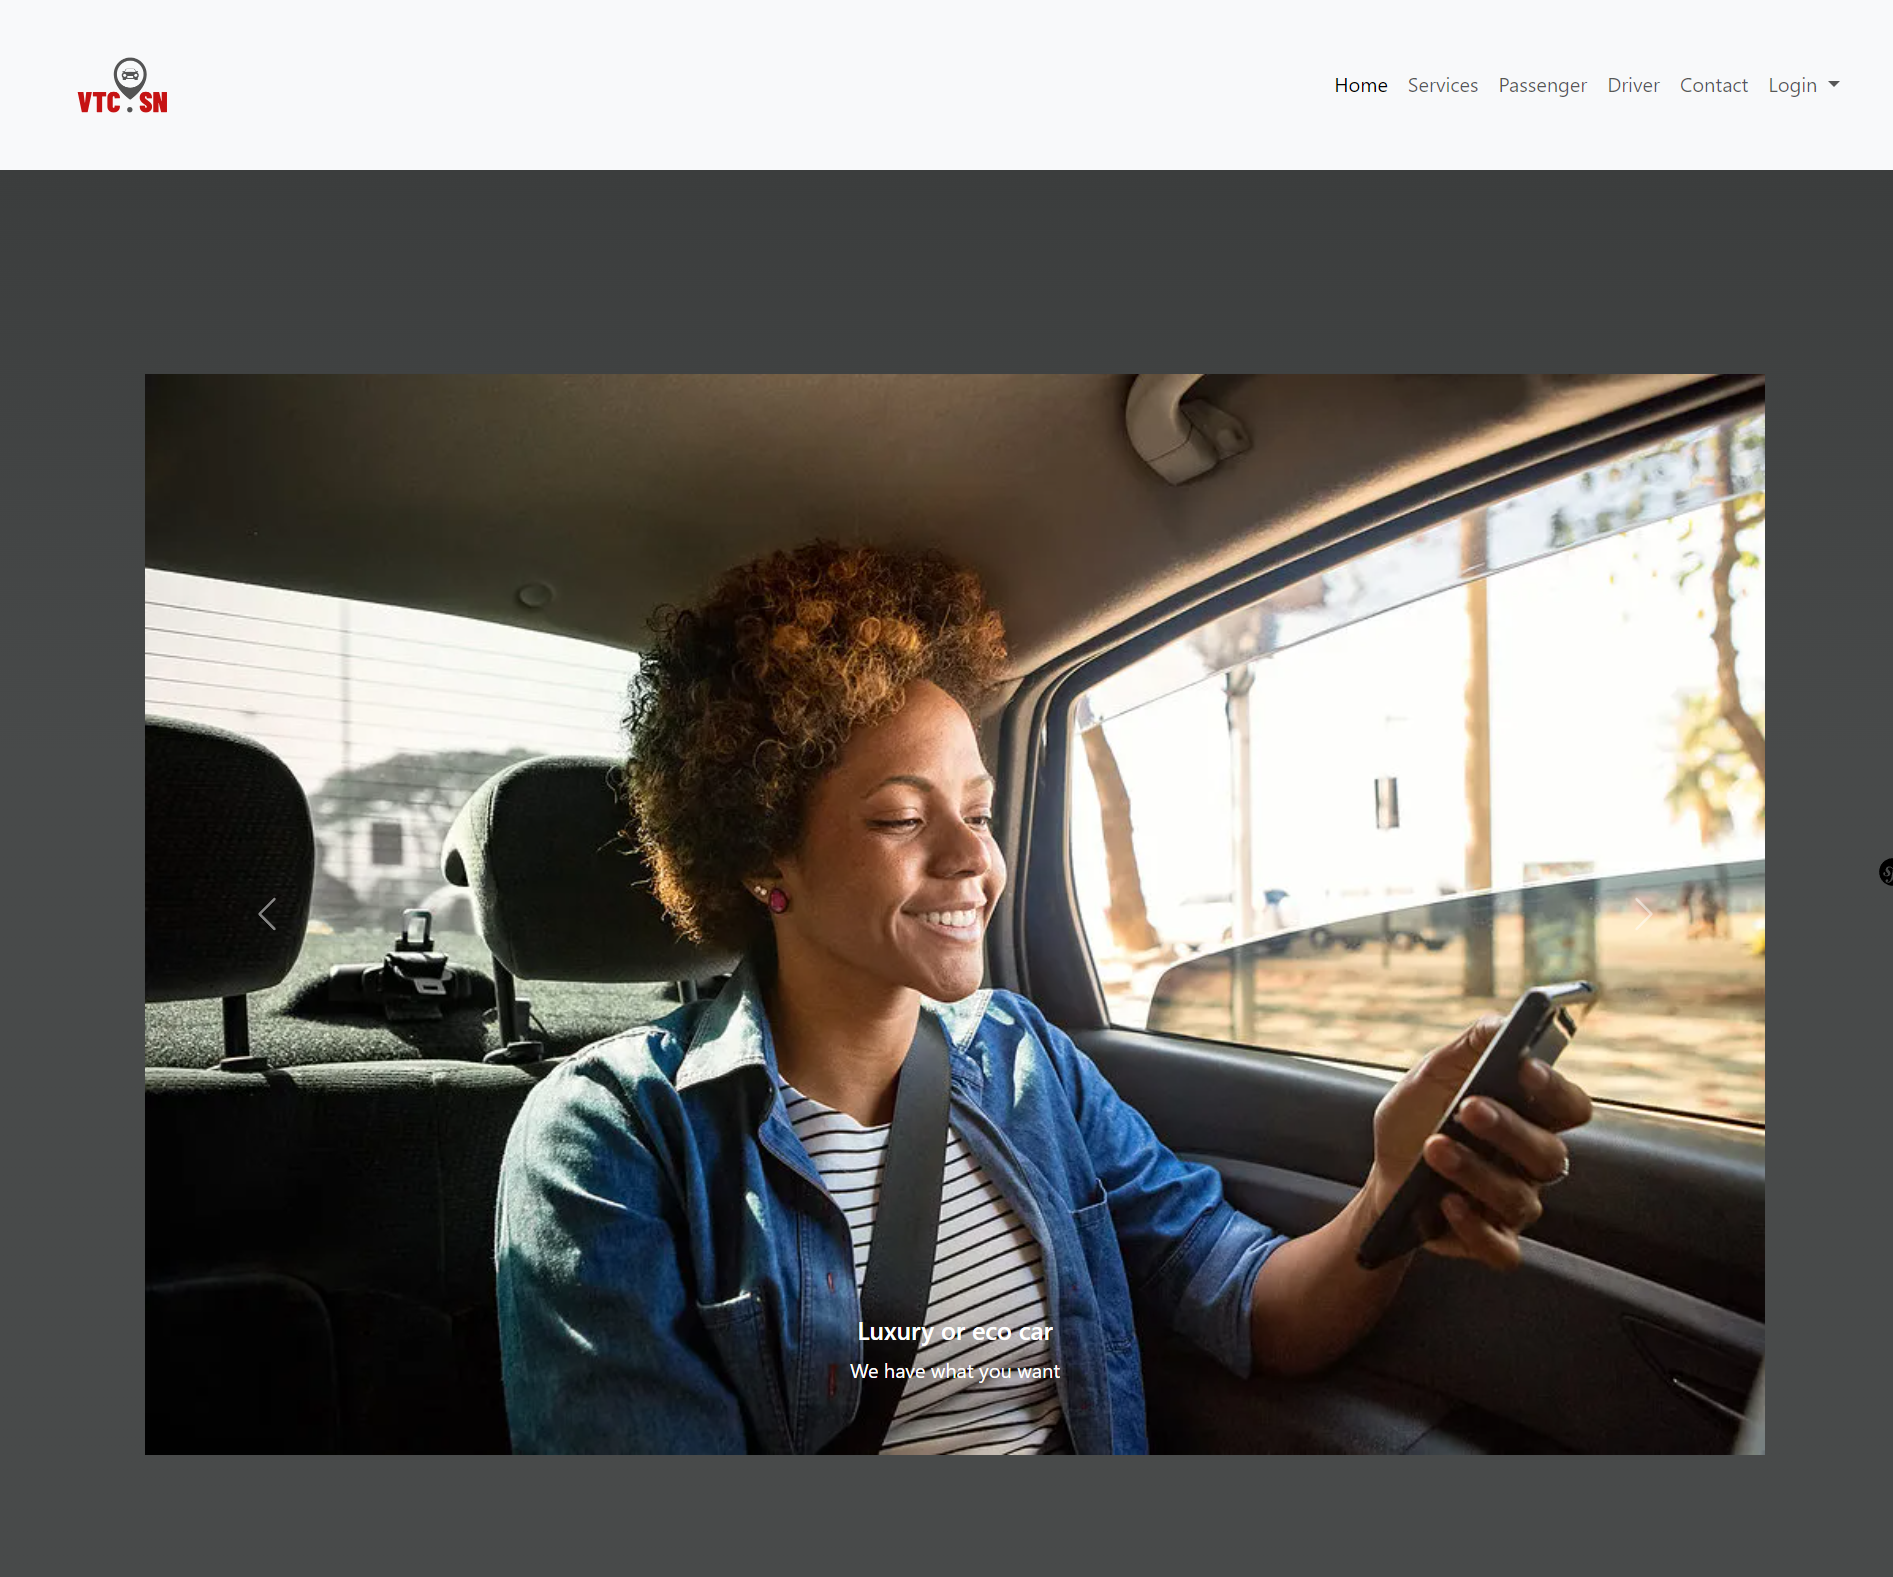 VTC.SN
Home Services Passenger Driver Contact Login
Luxury or eco car
We have what you want